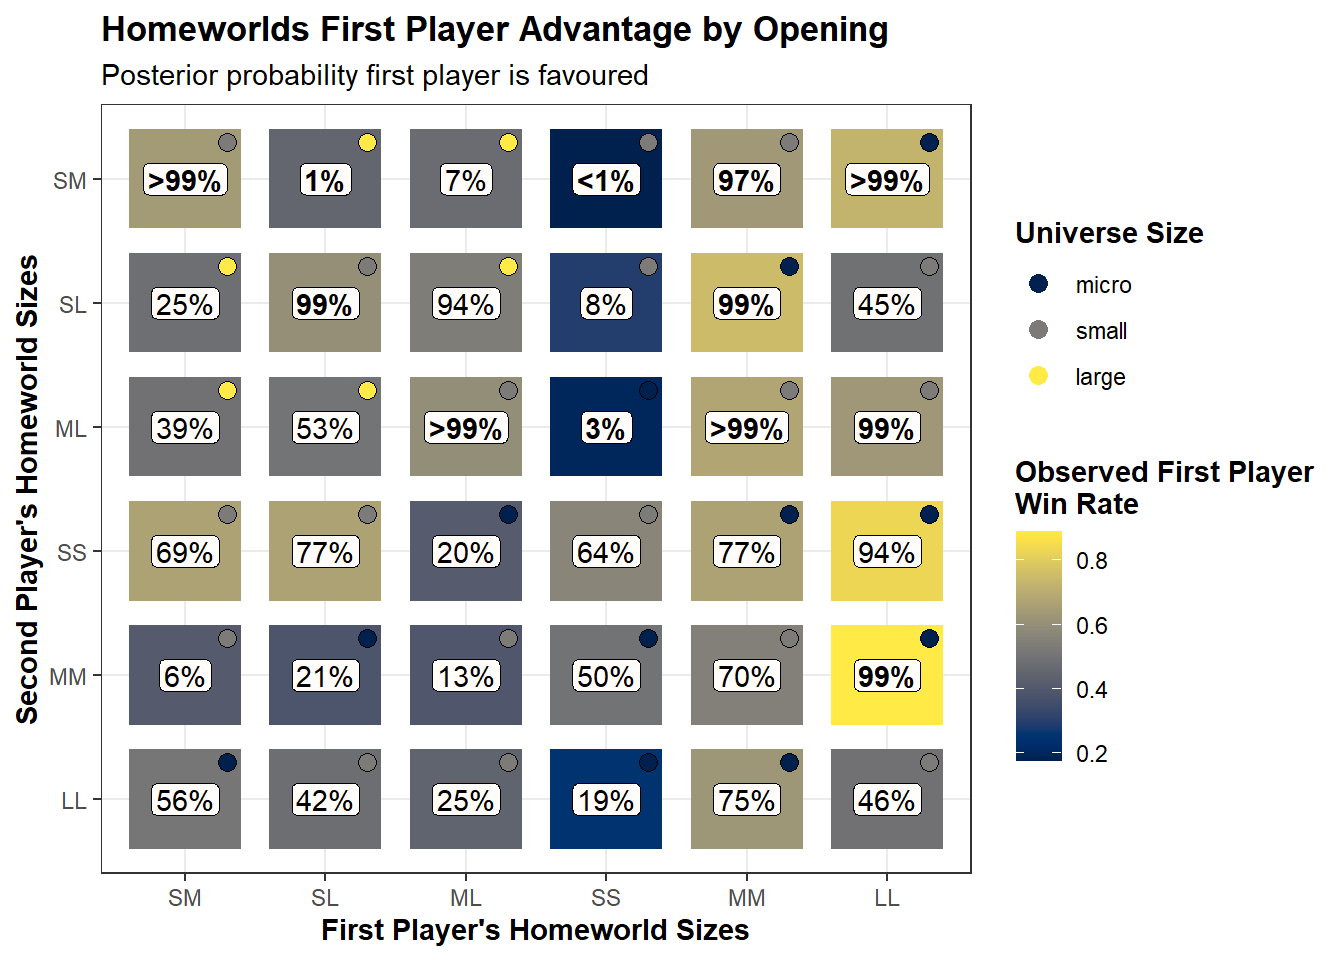 Homeworlds First Player Advantage by Opening
Posterior probability first player is favoured
Second Player's Homeworld Sizes
SM >99% 1% 7% <1% 97% >99%
SL 25% 99% 94% 8% 99% 45%
ML 39% 53% >99% 3% >99% 99%
SS 69% 77% 20% 64% 77% 94%
MM 6% 21% 13% 50% 70% 99%
LL 56% 42% 25% 19% 75% 46%
SM SL ML SS MM LL
First Player's Homeworld Sizes
Universe Size
micro
small
large
Observed First Player
Win Rate
0.8
0.6
0.4
0.2